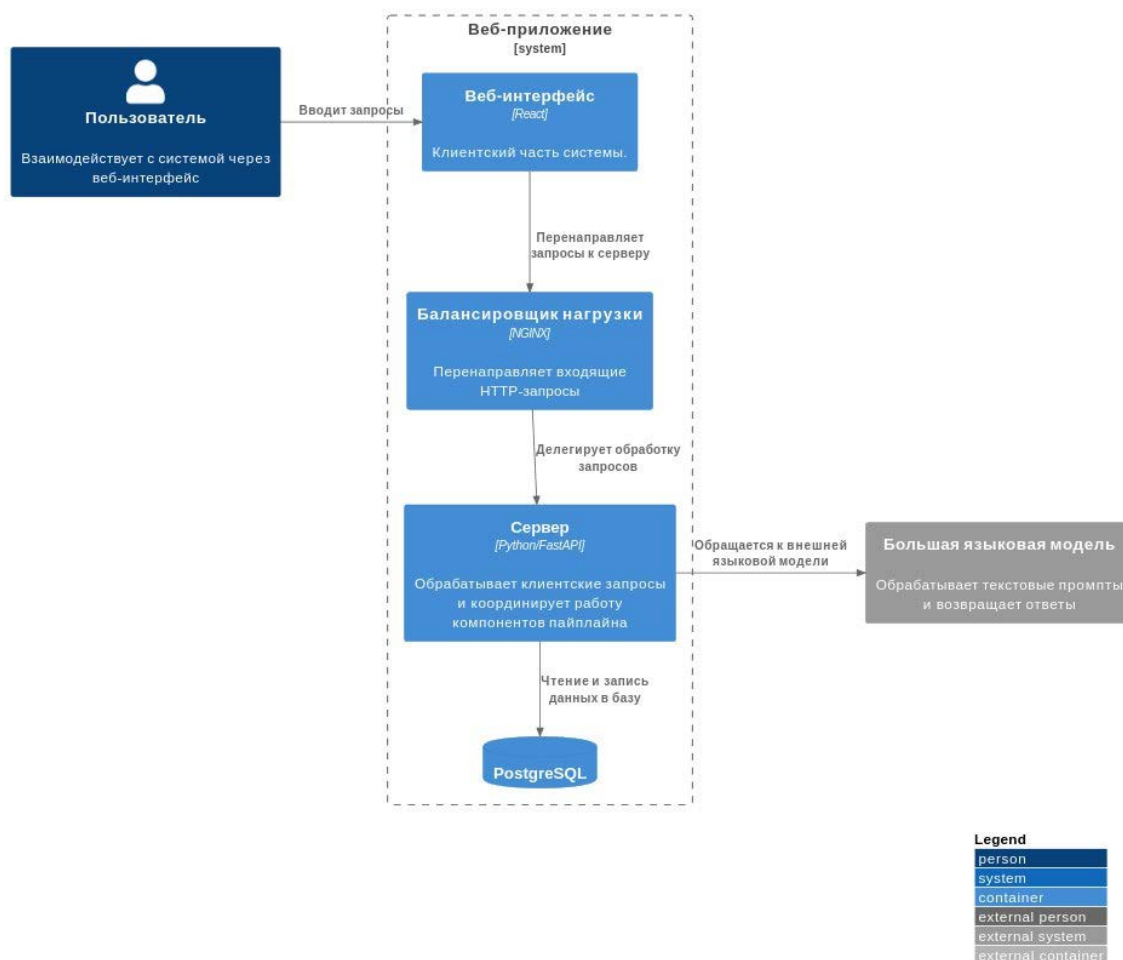 Веб-приложение
[system]
Пользователь
Взаимодействует с системой через
веб-интерфейс
Вводит запросы
Веб-интерфейс
[React]
Клиентский часть системы.
Перенаправляет
запросы к серверу
Балансировщик нагрузки
[NGINX]
Перенаправляет входящие
HTTP-запросы
Делегирует обработку
запросов
Сервер
[Python/FastAPI]
Обрабатывает клиентские запросы
и координирует работу
компонентов пайплайна
Обращается к внешней
языковой модели
Большая языковая модель
Обрабатывает текстовые промпты
и возвращает ответы
Чтение и запись
данных в базу
PostgreSQL
Legend
person
system
container
external person
external system
external container